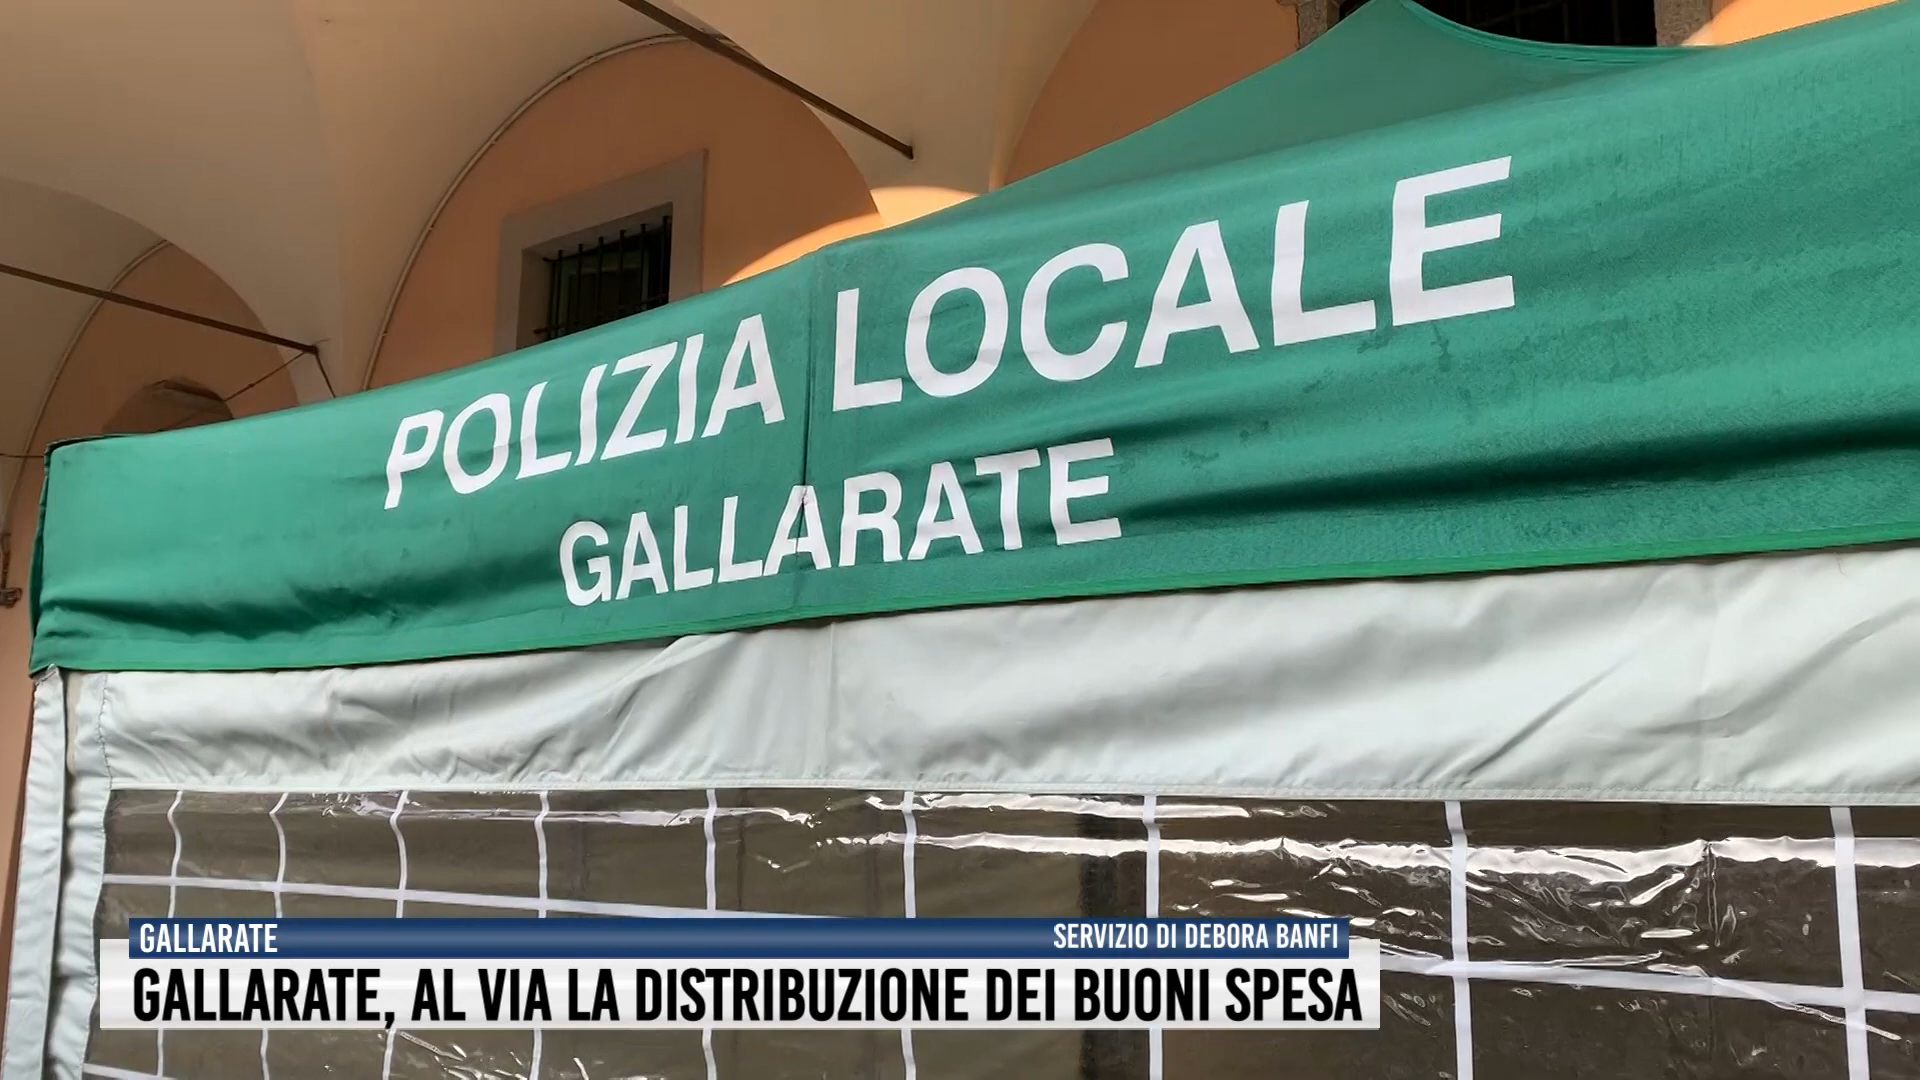 POLIZIA LOCALE
GALLARATE
GALLARATE
SERVIZIO DI DEBORA BANFI
GALLARATE, AL VIA LA DISTRIBUZIONE DEI BUONI SPESA